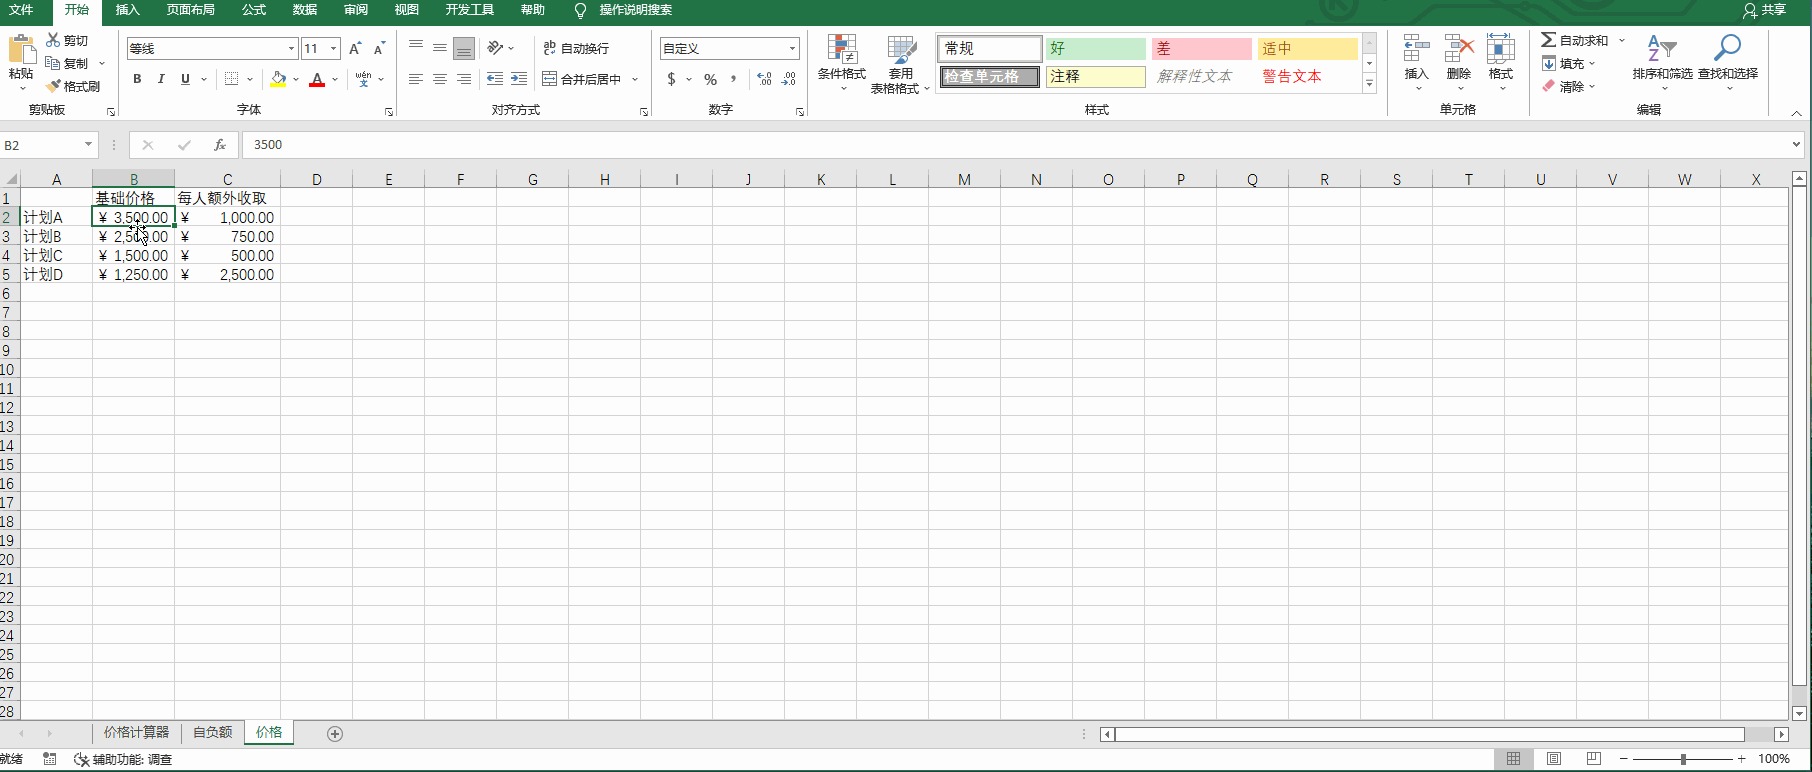 文件 开始 插入 页面布局 公式 数据 审阅 视图 开发工具 帮助 操作说明搜索 共享
剪切
复制
格式刷
粘贴
剪贴板
等线 11
B I U A wén
字体
自动换行
合并后居中
对齐方式
自定义
$ % , .00 .00
数字
条件格式
套用
表格格式
常规 好 差 适中
检查单元格 注释 解释性文本 警告文本
样式
插入 删除 格式
单元格
自动求和
填充
清除
排序和筛选 查找和选择
编辑
B2 fx 3500
A B C D E F G H I J K L M N O P Q R S T U V W X
1 基础价格 每人额外收取
2 计划A ¥ 3,500.00 ¥ 1,000.00
3 计划B ¥ 2,500.00 ¥ 750.00
4 计划C ¥ 1,500.00 ¥ 500.00
5 计划D ¥ 1,250.00 ¥ 2,500.00
6
7
8
9
10
11
12
13
14
15
16
17
18
19
20
21
22
23
24
25
26
27
28
价格计算器 自负额 价格
就绪 辅助功能: 调查 100%